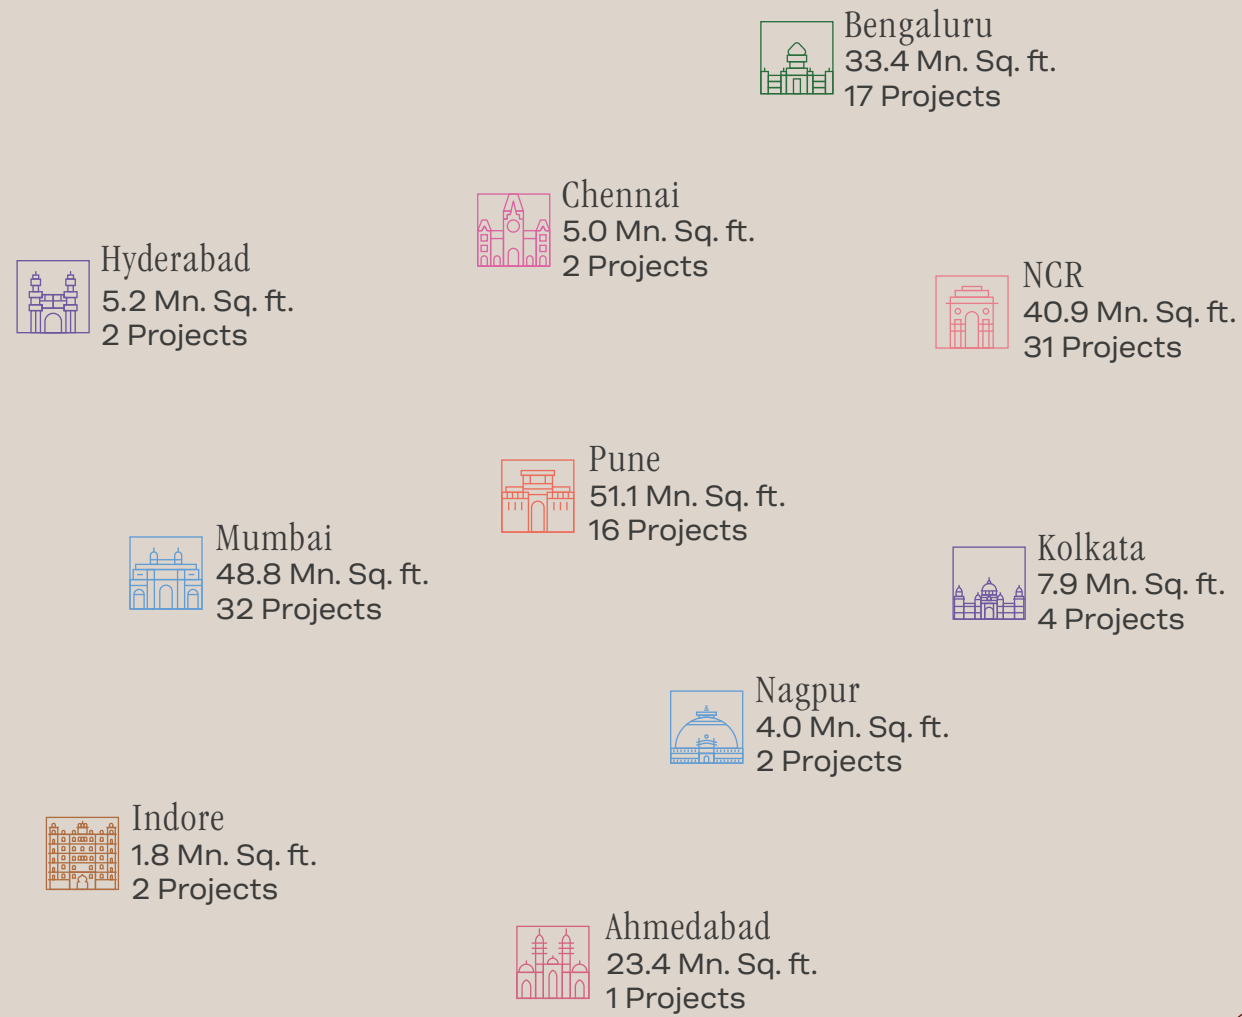 Bengaluru
33.4 Mn. Sq. ft.
17 Projects
Chennai
5.0 Mn. Sq. ft.
2 Projects
Hyderabad
5.2 Mn. Sq. ft.
2 Projects
NCR
40.9 Mn. Sq. ft.
31 Projects
Pune
51.1 Mn. Sq. ft.
16 Projects
Mumbai
48.8 Mn. Sq. ft.
32 Projects
Kolkata
7.9 Mn. Sq. ft.
4 Projects
Nagpur
4.0 Mn. Sq. ft.
2 Projects
Indore
1.8 Mn. Sq. ft.
2 Projects
Ahmedabad
23.4 Mn. Sq. ft.
1 Projects